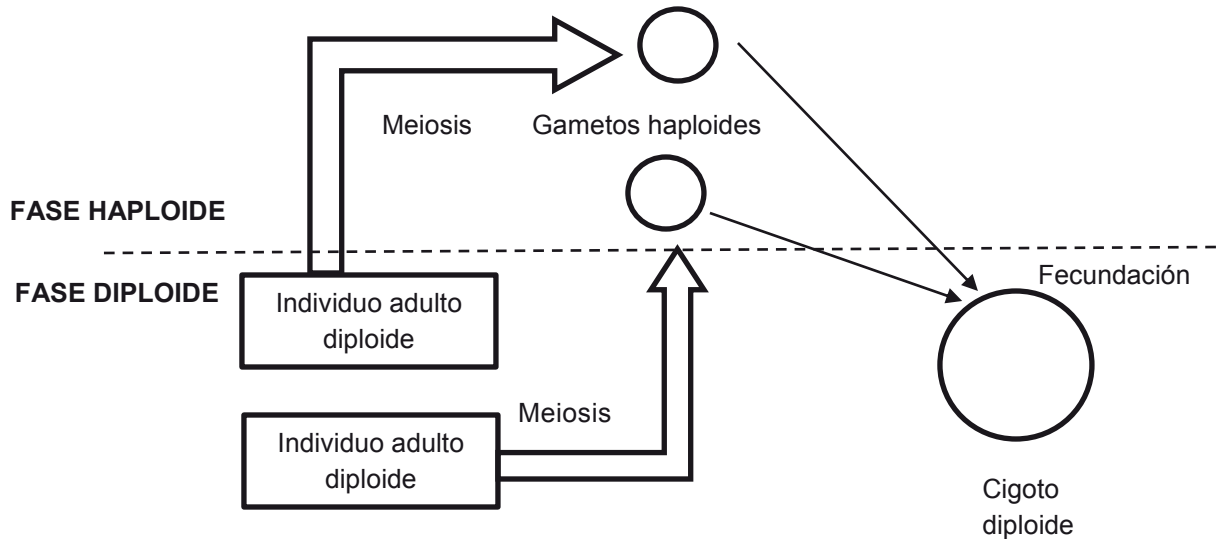 Meiosis
Gametos haploides
FASE HAPLOIDE
FASE DIPLOIDE
Fecundación
Individuo adulto
diploide
Meiosis
Individuo adulto
diploide
Cigoto
diploide